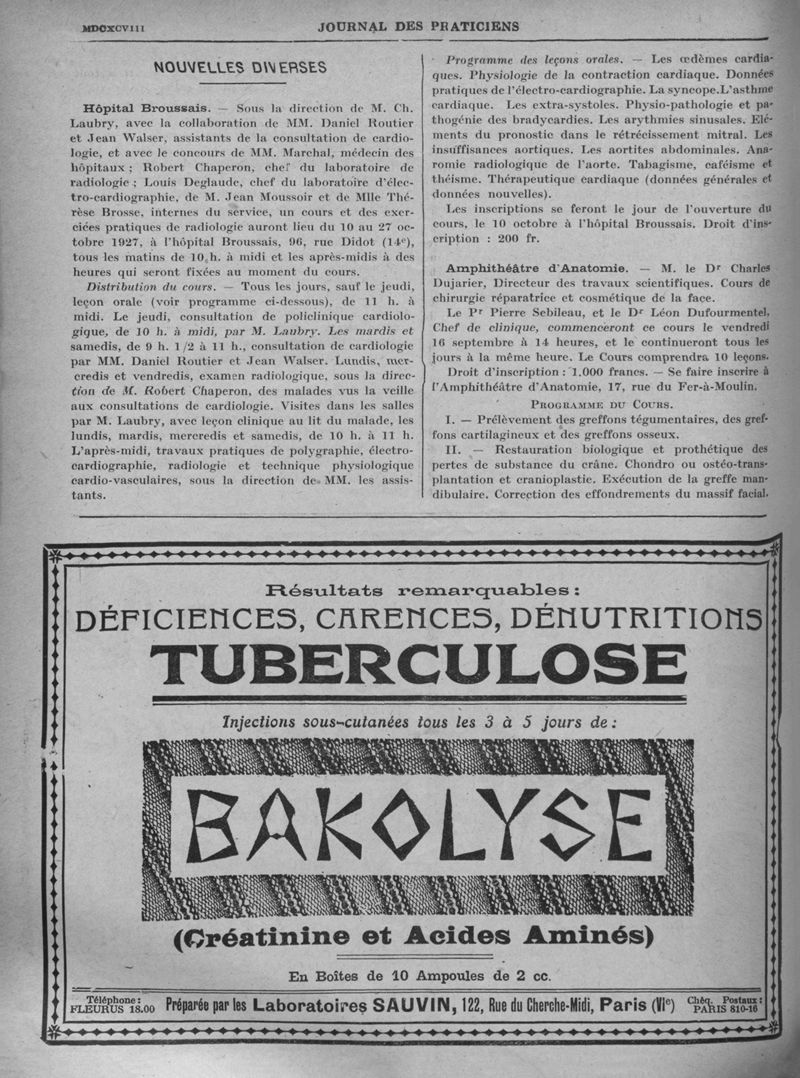 MDCXCVIII
JOURNAL DES PRATICIENS
NOUVELLES DIVERSES
Hôpital Broussais. — Sous la direction de M. Ch.
Laubry, avec la collaboration de MM. Daniel Routier
et Jean Walser, assistants de la consultation de cardio-
logie, et avec le concours de MM. Marchal, médecin des
hôpitaux ; Robert Chaperon, chef du laboratoire de
radiologie ; Louis Deglaude, chef du laboratoire d'élec-
tro-cardiographie, de M. Jean Moussoir et de Mlle Thé-
rèse Brosse, internes du service, un cours et des exer-
ciées pratiques de radiologie auront lieu du 10 au 27 oc-
tobre 1927, à l'hôpital Broussais, 96, rue Didot (14e),
tous les matins de 10 h. à midi et les après-midis à des
heures qui seront fixées au moment du cours.
Distribution du cours. — Tous les jours, sauf le jeudi,
leçon orale (voir programme ci-dessous), de 11 h. à
midi. Le jeudi, consultation de policlinique cardiolo-
gique, de 10 h. à midi, par M. Laubry. Les mardis et
samedis, de 9 h. 1/2 à 11 h., consultation de cardiologie
par MM. Daniel Routier et Jean Walser. Lundis, mer-
credis et vendredis, examen radiologique, sous la direc-
tion de M. Robert Chaperon, des malades vus la veille
aux consultations de cardiologie. Visites dans les salles
par M. Laubry, avec leçon clinique au lit du malade, les
lundis, mardis, mercredis et samedis, de 10 h. à 11 h.
L'après-midi, travaux pratiques de polygraphie, électro-
cardiographie, radiologie et technique physiologique
cardio-vasculaires, sous la direction de MM. les assis-
tants.
Programme des leçons orales. — Les œdèmes cardia-
ques. Physiologie de la contraction cardiaque. Données
pratiques de l'électro-cardiographie. La syncope. L'asthme
cardiaque. Les extra-systoles. Physio-pathologie et pa-
thogénie des bradycardies. Les arythmies sinusales. Elé-
ments du pronostic dans le rétrécissement mitral. Les
insuffisances aortiques. Les aortites abdominales. Ana-
romie radiologique de l'aorte. Tabagisme, caféisme et
théisme. Thérapeutique cardiaque (données générales et
données nouvelles).
Les inscriptions se feront le jour de l'ouverture du
cours, le 10 octobre à l'hôpital Broussais. Droit d'ins-
cription : 200 fr.
Amphithéâtre d'Anatomie. — M. le Dr Charles
Dujarier, Directeur des travaux scientifiques. Cours de
chirurgie réparatrice et cosmétique de la face.
Le Pr Pierre Sebileau, et le Dr Léon Dufourmentel,
Chef de clinique, commenceront ce cours le vendredi
16 septembre à 14 heures, et le continueront tous les
jours à la même heure. Le Cours comprendra 10 leçons.
Droit d'inscription : 1.000 francs. — Se faire inscrire à
l'Amphithéâtre d'Anatomie, 17, rue du Fer-à-Moulin.
PROGRAMME DU COURS.
I. — Prélèvement des greffons tégumentaires, des gref-
fons cartilagineux et des greffons osseux.
II. — Restauration biologique et prothétique des
pertes de substance du crâne. Chondro ou ostéo-trans-
plantation et cranioplastie. Exécution de la greffe man-
dibulaire. Correction des effondrements du massif facial.
Résultats remarquables :
DÉFICIENCES, CARENCES, DÉNUTRITIONS
TUBERCULOSE
Injections sous-cutanées tous les 3 à 5 jours de :
BAKOLYSE
(Créatinine et Acides Aminés)
En Boîtes de 10 Ampoules de 2 cc.
Téléphone :
FLEURUS 18.00
Préparée par les Laboratoires SAUVIN, 122, Rue du Cherche-Midi, Paris (VIe)
Chèq. Postaux :
PARIS 810-16